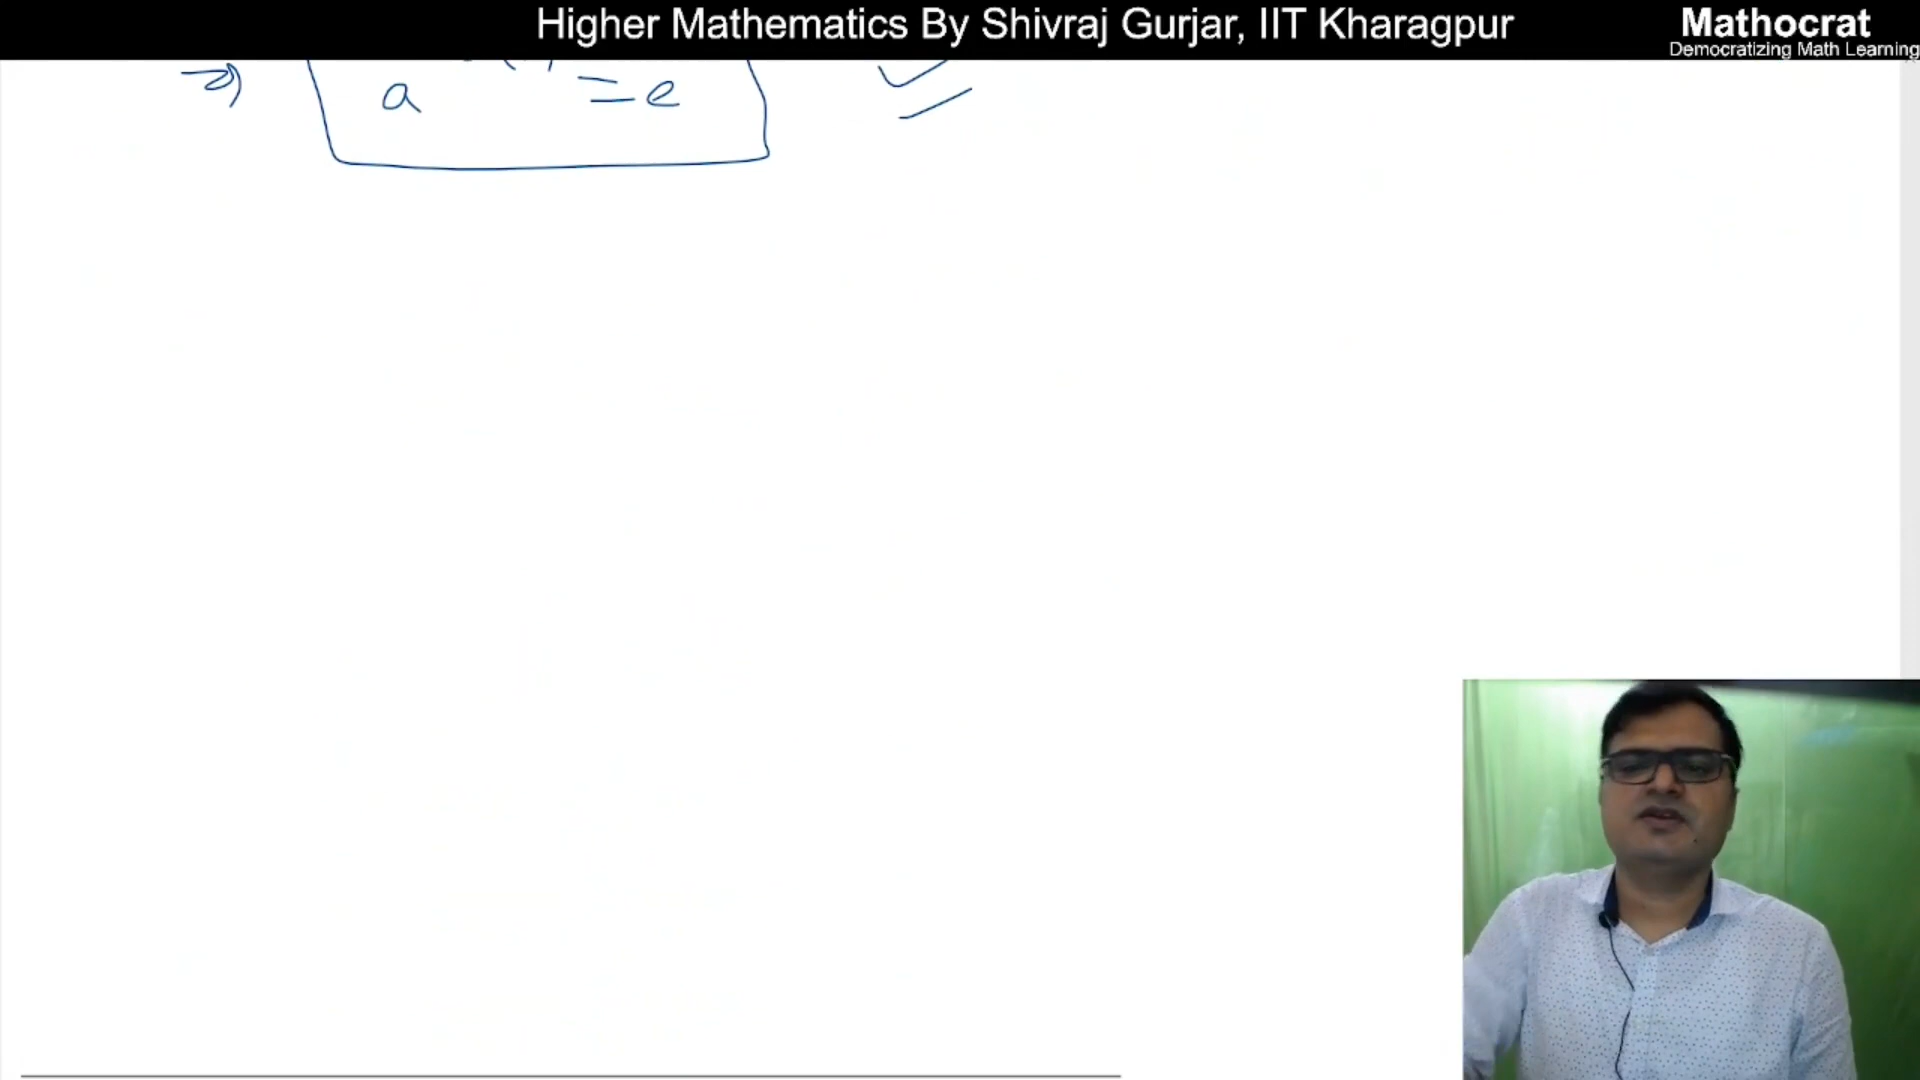 Higher Mathematics By Shivraj Gurjar, IIT Kharagpur
Mathocrat
Democratizing Math Learning
⇒ a = e